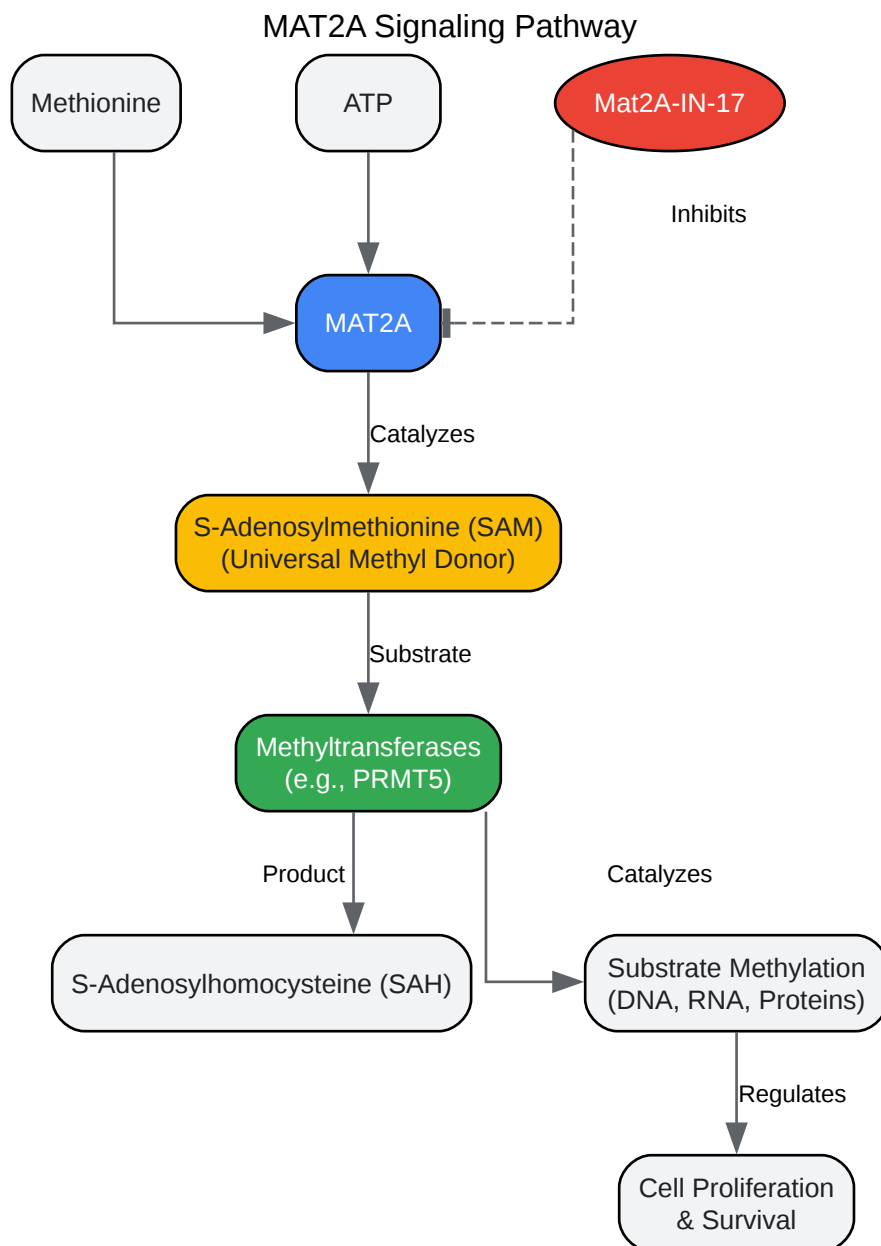 MAT2A Signaling Pathway
Methionine
ATP
Mat2A-IN-17
Inhibits
MAT2A
Catalyzes
S-Adenosylmethionine (SAM)
(Universal Methyl Donor)
Substrate
Methyltransferases
(e.g., PRMT5)
Product
Catalyzes
S-Adenosylhomocysteine (SAH)
Substrate Methylation
(DNA, RNA, Proteins)
Regulates
Cell Proliferation
& Survival